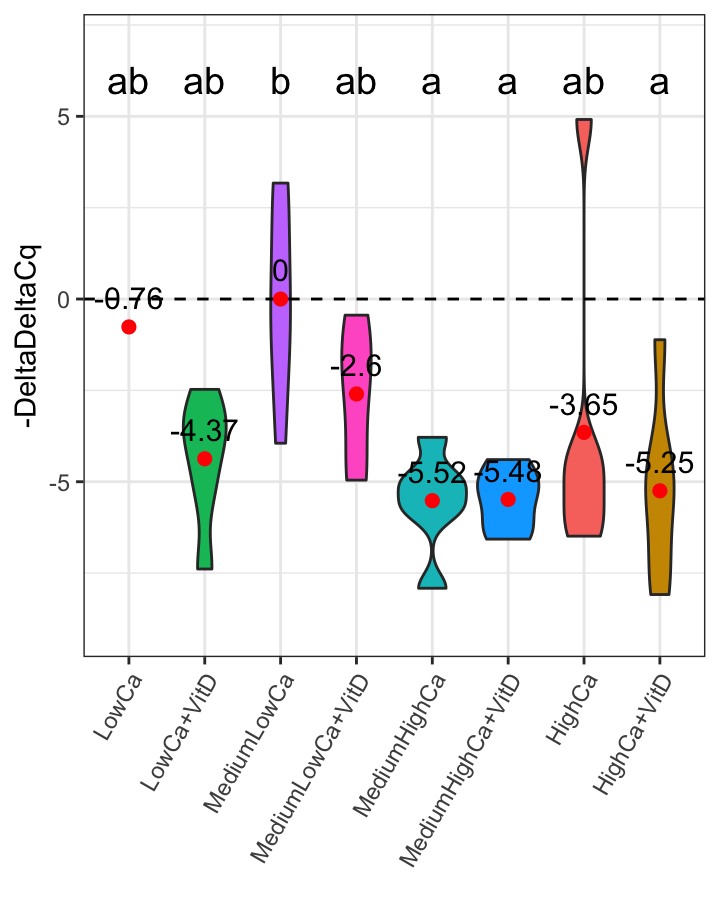 ab ab b ab a a ab a
-DeltaDeltaCq
5
0
-5
-0.76
-4.37
0
-2.6
-5.52
-5.48
-3.65
-5.25
LowCa
LowCa+VitD
MediumLowCa
MediumLowCa+VitD
MediumHighCa
MediumHighCa+VitD
HighCa
HighCa+VitD